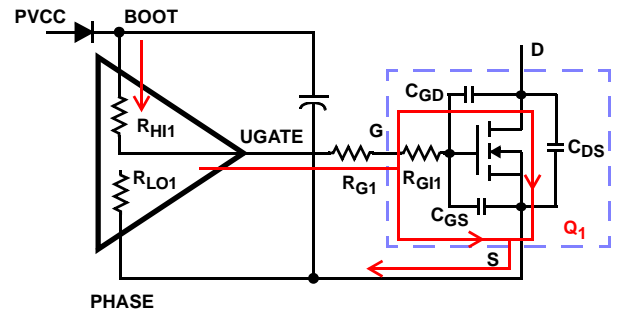 PVCC
BOOT
D
CGD
RHI1
UGATE
G
CDS
RLO1
RG1
RGI1
CGS
Q1
S
PHASE